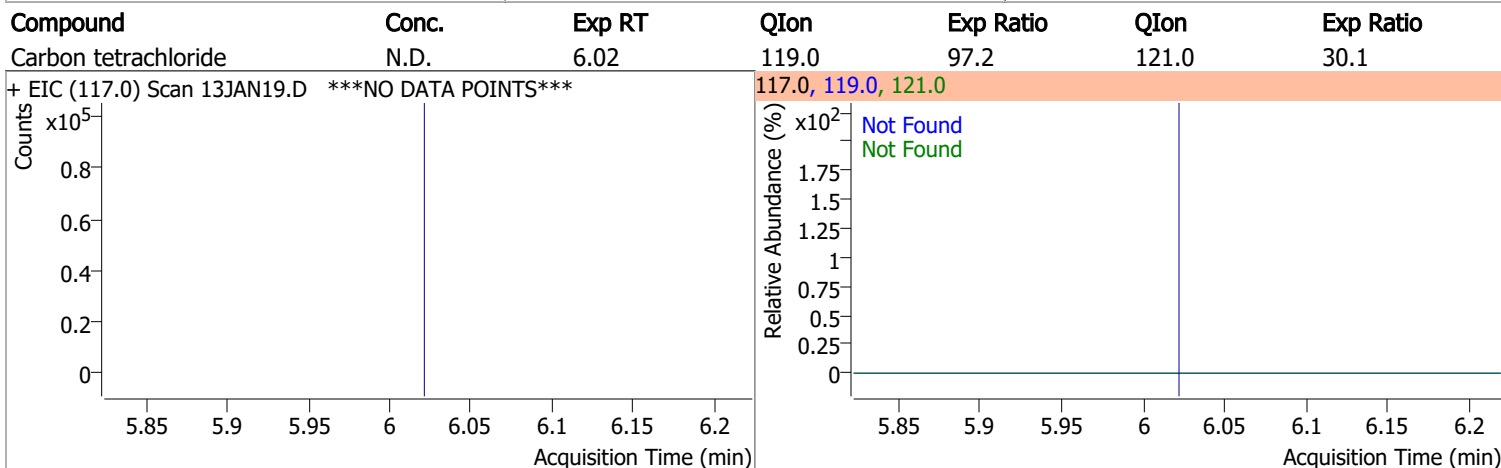 Compound Conc. Exp RT QIon Exp Ratio QIon Exp Ratio
Carbon tetrachloride N.D. 6.02 119.0 97.2 121.0 30.1
+ EIC (117.0) Scan 13JAN19.D ***NO DATA POINTS***
Counts
x10⁵
0.8
0.6
0.4
0.2
0
5.85 5.9 5.95 6 6.05 6.1 6.15 6.2
Acquisition Time (min)
117.0, 119.0, 121.0
Relative Abundance (%)
x10²
Not Found
Not Found
1.75
1.5
1.25
1
0.75
0.5
0.25
0
5.85 5.9 5.95 6 6.05 6.1 6.15 6.2
Acquisition Time (min)